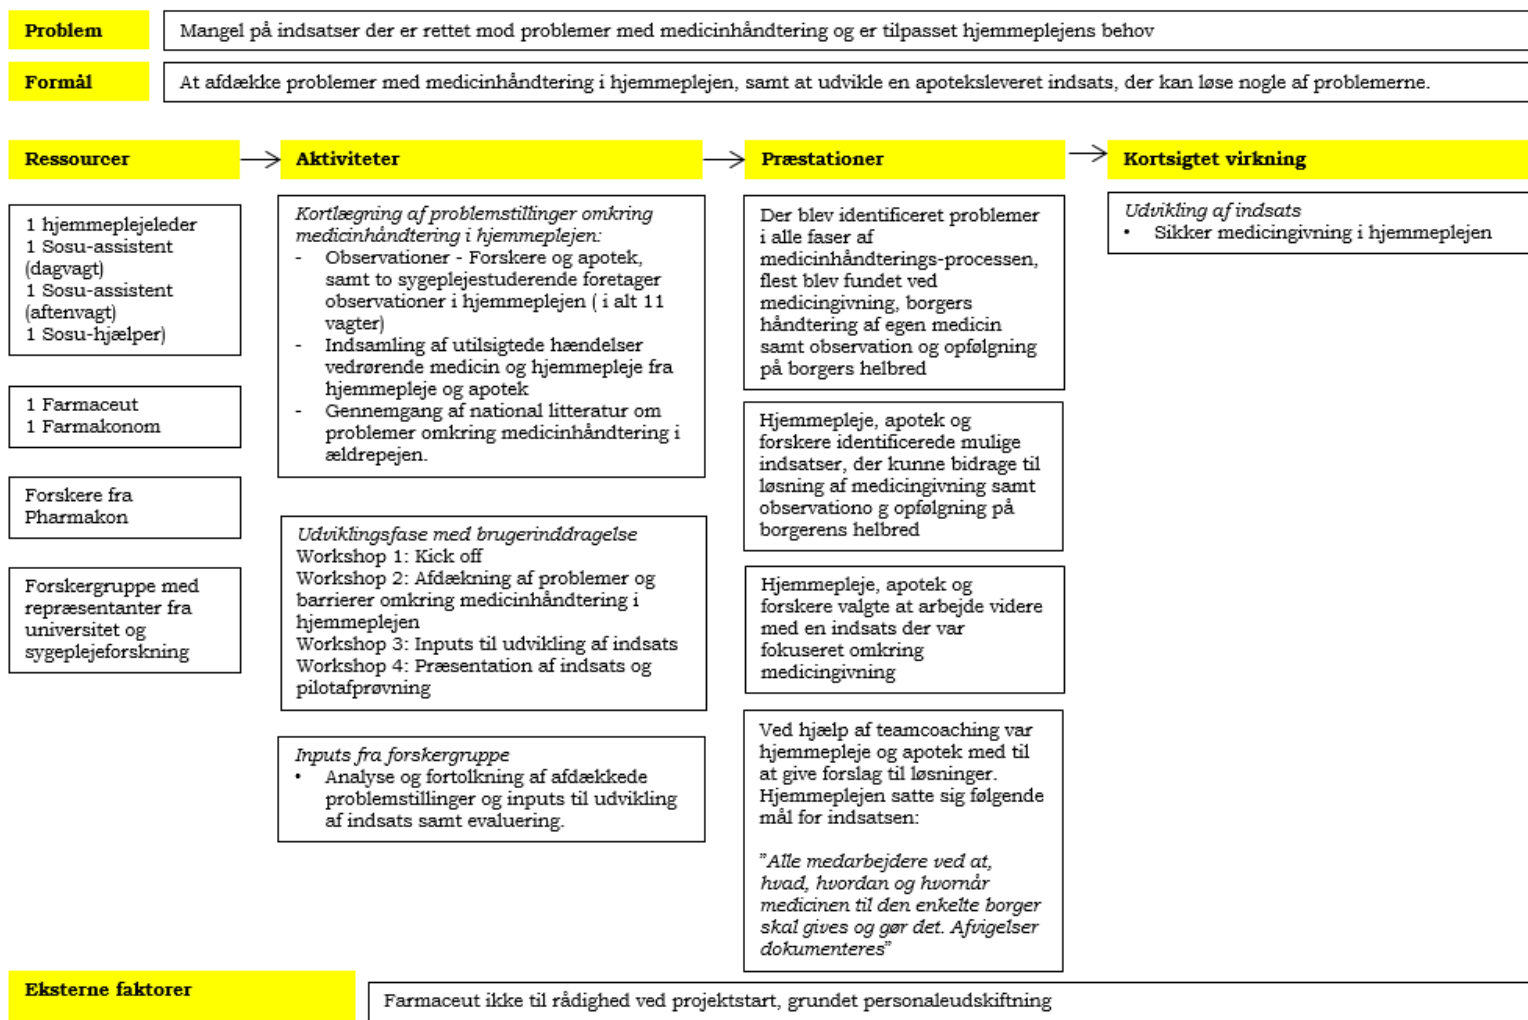 Problem
Mangel på indsatser der er rettet mod problemer med medicinhåndtering og er tilpasset hjemmeplejens behov
Formål
At afdække problemer med medicinhåndtering i hjemmeplejen, samt at udvikle en apoteksleveret indsats, der kan løse nogle af problemerne.
Ressourcer
1 hjemmeplejeleder
1 Sosu-assistent
(dagvagt)
1 Sosu-assistent
(aftenvagt)
1 Sosu-hjælper)
1 Farmaceut
1 Farmakonom
Forskere fra
Pharmakon
Forskergruppe med
repræsentanter fra
universitet og
sygeplejeforskning
Aktiviteter
Kortlægning af problemstillinger omkring
medicinhåndtering i hjemmeplejen:
- Observationer - Forskere og apotek,
samt to sygeplejestuderende foretager
observationer i hjemmeplejen ( i alt 11
vagter)
- Indsamling af utilsigtede hændelser
vedrørende medicin og hjemmepleje fra
hjemmepleje og apotek
- Gennemgang af national litteratur om
problemer omkring medicinhåndtering i
ældrepejen.
Udviklingsfase med brugerinddragelse
Workshop 1: Kick off
Workshop 2: Afdækning af problemer og
barrierer omkring medicinhåndtering i
hjemmeplejen
Workshop 3: Inputs til udvikling af indsats
Workshop 4: Præsentation af indsats og
pilotafprøvning
Inputs fra forskergruppe
• Analyse og fortolkning af afdækkede
problemstillinger og inputs til udvikling
af indsats samt evaluering.
Præstationer
Der blev identificeret problemer
i alle faser af
medicinhåndterings-processen,
flest blev fundet ved
medicingivning, borgers
håndtering af egen medicin
samt observation og opfølgning
på borgers helbred
Hjemmepleje, apotek og
forskere identificerede mulige
indsatser, der kunne bidrage til
løsning af medicingivning samt
observationo g opfølgning på
borgerens helbred
Hjemmepleje, apotek og
forskere valgte at arbejde videre
med en indsats der var
fokuseret omkring
medicingivning
Ved hjælp af teamcoaching var
hjemmepleje og apotek med til
at give forslag til løsninger.
Hjemmeplejen satte sig følgende
mål for indsatsen:
”Alle medarbejdere ved at,
hvad, hvordan og hvornår
medicinen til den enkelte borger
skal gives og gør det. Afvigelser
dokumenteres”
Kortsigtet virkning
Udvikling af indsats
• Sikker medicingivning i hjemmeplejen
Eksterne faktorer
Farmaceut ikke til rådighed ved projektstart, grundet personaleudskiftning